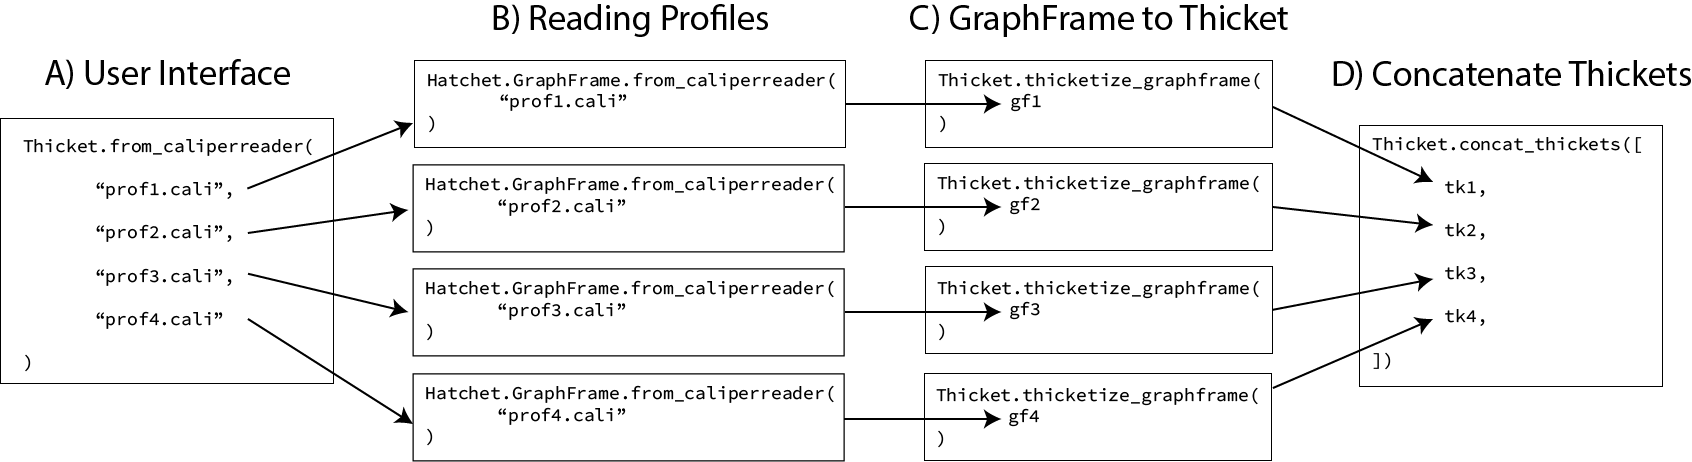 A) User Interface
Thicket.from_caliperreader(
“prof1.cali”,
“prof2.cali”,
“prof3.cali”,
“prof4.cali”
)
B) Reading Profiles
Hatchet.GraphFrame.from_caliperreader(
“prof1.cali”
)
Hatchet.GraphFrame.from_caliperreader(
“prof2.cali”
)
Hatchet.GraphFrame.from_caliperreader(
“prof3.cali”
)
Hatchet.GraphFrame.from_caliperreader(
“prof4.cali”
)
C) GraphFrame to Thicket
Thicket.thicketize_graphframe(
gf1
)
Thicket.thicketize_graphframe(
gf2
)
Thicket.thicketize_graphframe(
gf3
)
Thicket.thicketize_graphframe(
gf4
)
D) Concatenate Thickets
Thicket.concat_thickets([
tk1,
tk2,
tk3,
tk4,
])